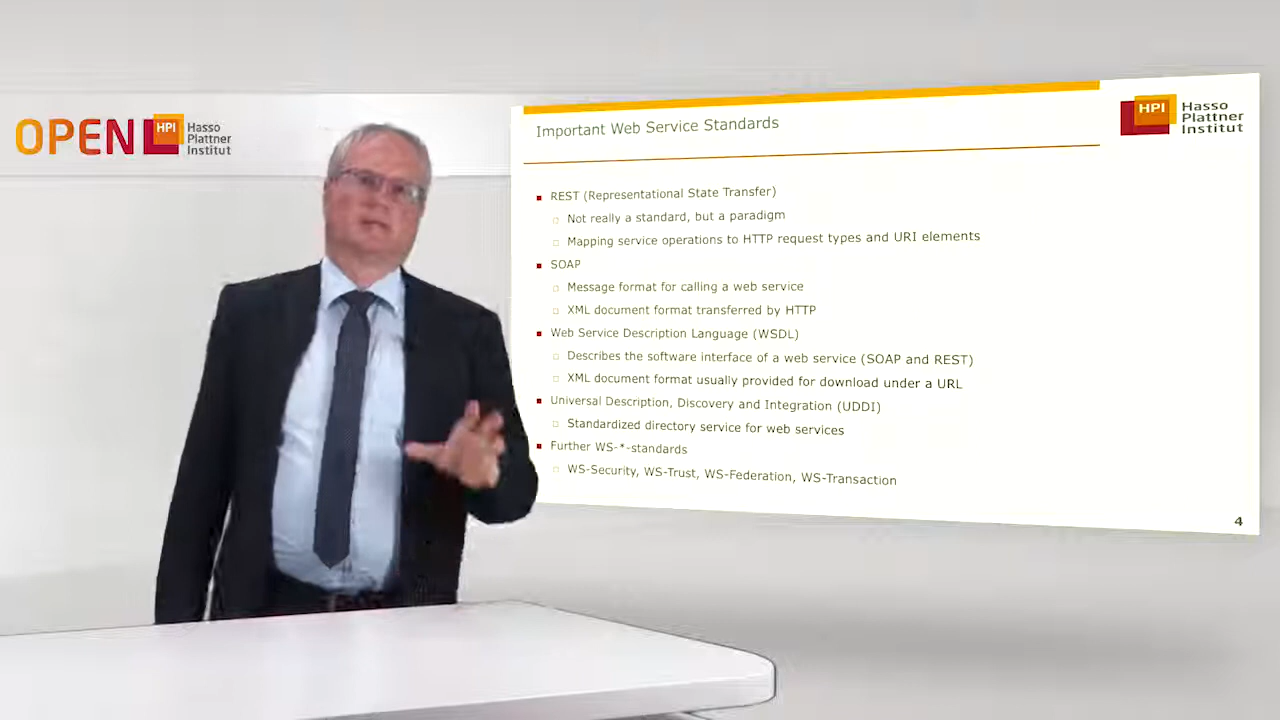 OPEN HPI Hasso
Plattner
Institut
Important Web Service Standards
HPI Hasso
Plattner
Institut
REST (Representational State Transfer)
Not really a standard, but a paradigm
Mapping service operations to HTTP request types and URI elements
SOAP
Message format for calling a web service
XML document format transferred by HTTP
Web Service Description Language (WSDL)
Describes the software interface of a web service (SOAP and REST)
XML document format usually provided for download under a URL
Universal Description, Discovery and Integration (UDDI)
Standardized directory service for web services
Further WS-*-standards
WS-Security, WS-Trust, WS-Federation, WS-Transaction
4